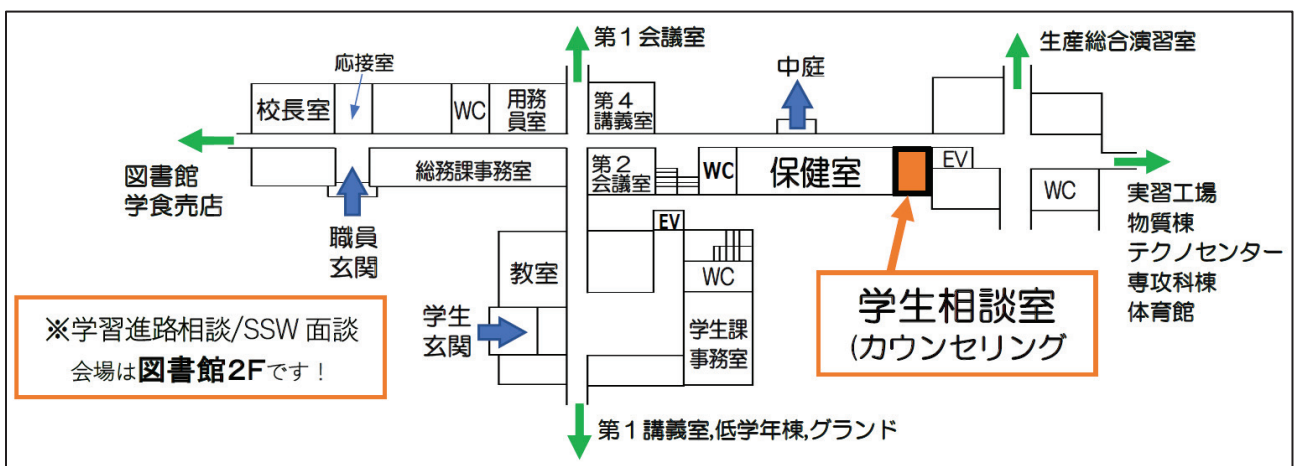 第１会議室
生産総合演習室
応接室
中庭
校長室
WC
用務
員室
第４
講義室
図書館
学食売店
総務課事務室
第２
会議室
WC
保健室
EV
WC
実習工場
物質棟
テクノセンター
専攻科棟
体育館
職員
玄関
EV
教室
WC
学生
玄関
学生課
事務室
学生相談室
(カウンセリング
※学習進路相談/SSW 面談
会場は図書館２Fです！
第１講義室,低学年棟,グランド